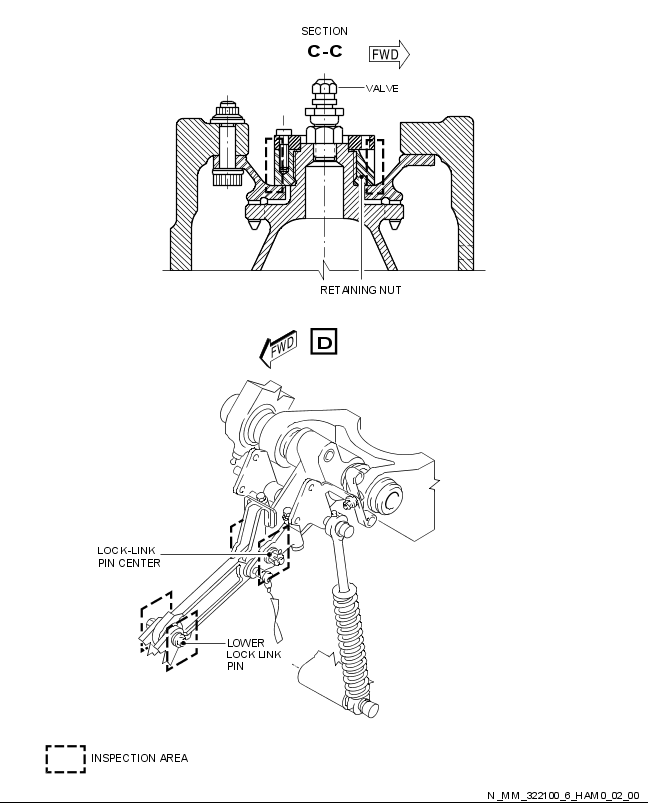 SECTION
C-C
FWD
VALVE
RETAINING NUT
FWD
D
LOCK-LINK
PIN CENTER
LOWER
LOCK LINK
PIN
INSPECTION AREA
N_MM_322100_6_HAM0_02_00